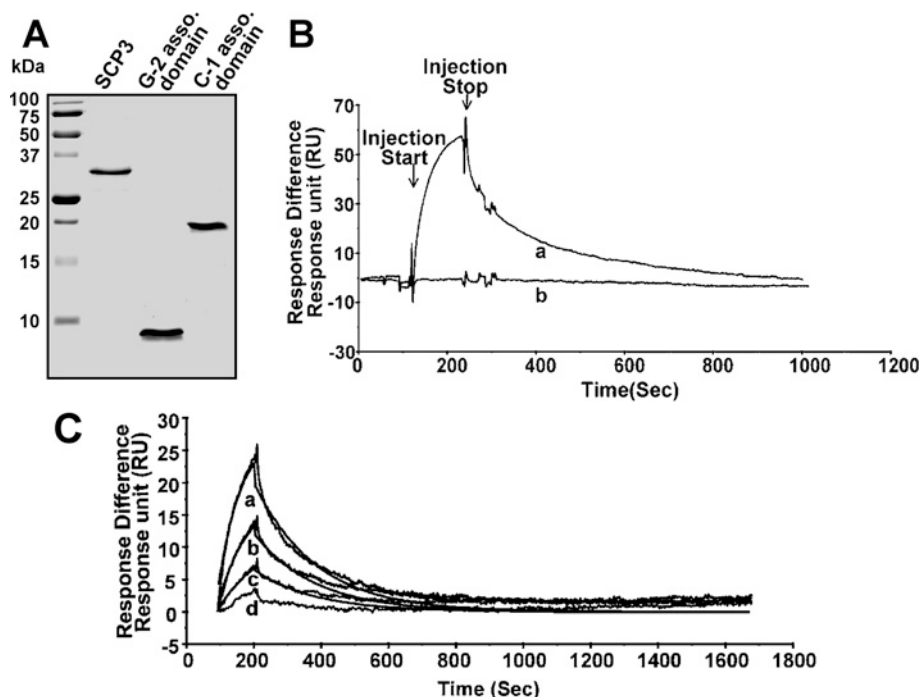 A
kDa
SCP3
G-2 asso.
domain
C-1 asso.
domain
100
75
50
37
25
20
15
10
B
Response Difference
Response unit (RU)
70
50
30
10
-10
-30
Injection
Start
Injection
Stop
a
b
0 200 400 600 800 1000 1200
Time(Sec)
C
Response Difference
Response unit (RU)
30
25
20
15
10
5
0
-5
a
b
c
d
0 200 400 600 800 1000 1200 1400 1600 1800
Time (Sec)